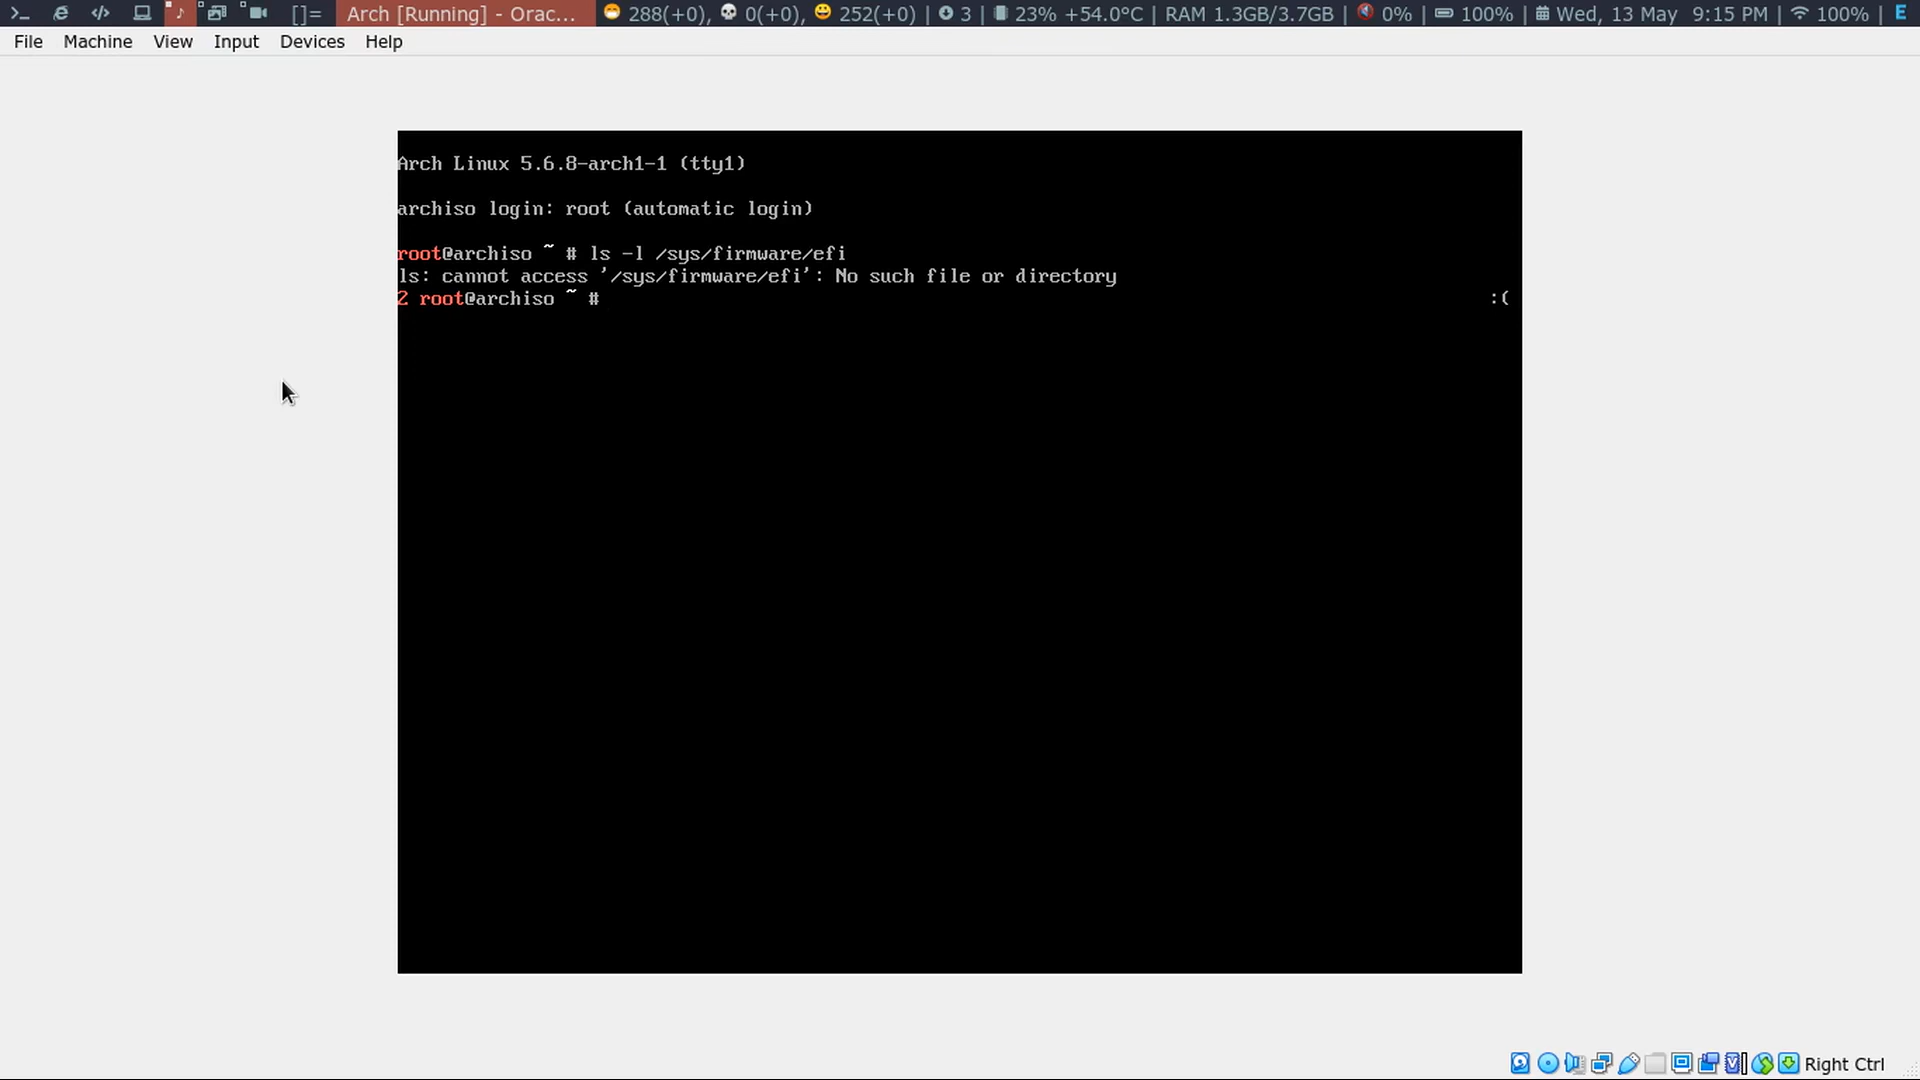 []= Arch [Running] - Orac... 288(+0), 0(+0), 252(+0) | 3 | 23% +54.0°C | RAM 1.3GB/3.7GB | 0% | 100% | Wed, 13 May 9:15 PM | 100% | E
File Machine View Input Devices Help
Arch Linux 5.6.8-arch1-1 (tty1)
archiso login: root (automatic login)
root@archiso ~ # ls -l /sys/firmware/efi
ls: cannot access '/sys/firmware/efi': No such file or directory
2 root@archiso ~ # :(
Right Ctrl